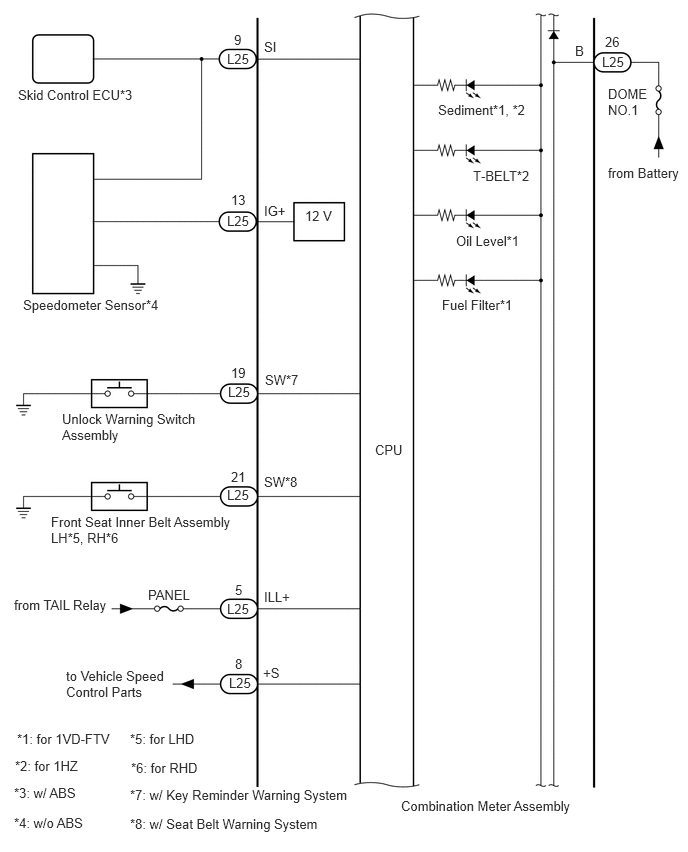 9
SI
L25
Skid Control ECU*3
26
B
L25
DOME
NO.1
from Battery
Sediment*1, *2
T-BELT*2
Oil Level*1
Fuel Filter*1
13
IG+
L25
12 V
Speedometer Sensor*4
19
SW*7
L25
Unlock Warning Switch
Assembly
CPU
21
SW*8
L25
Front Seat Inner Belt Assembly
LH*5, RH*6
5
ILL+
from TAIL Relay
PANEL
L25
8
+S
to Vehicle Speed
Control Parts
L25
*1: for 1VD-FTV
*5: for LHD
*2: for 1HZ
*6: for RHD
*3: w/ ABS
*7: w/ Key Reminder Warning System
*4: w/o ABS
*8: w/ Seat Belt Warning System
Combination Meter Assembly